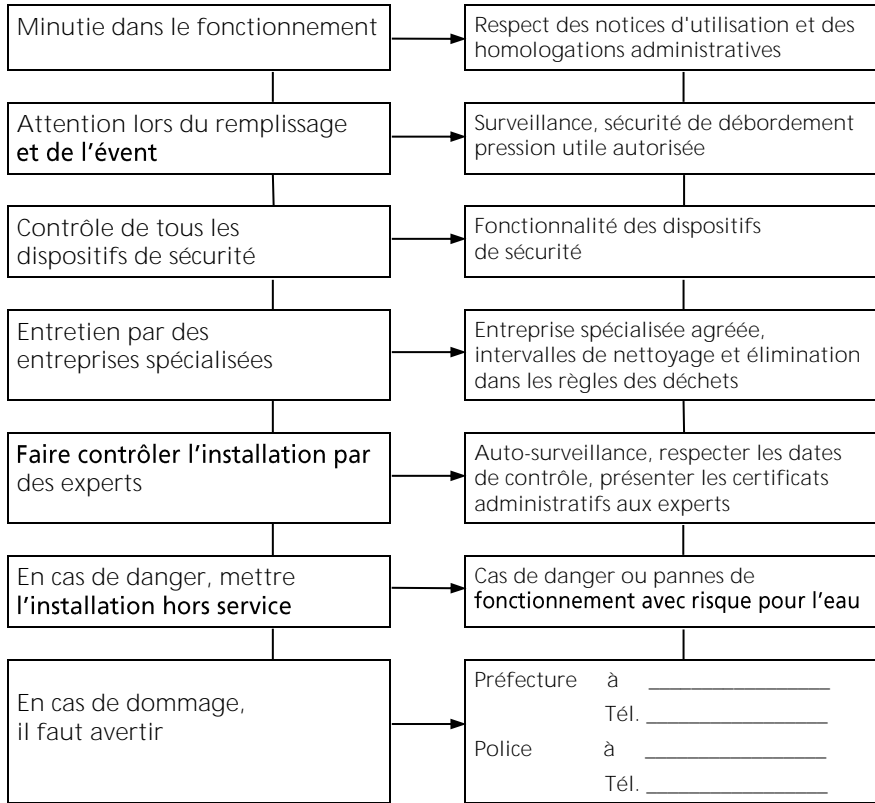 Minutie dans le fonctionnement
Respect des notices d'utilisation et des
homologations administratives
Attention lors du remplissage
et de l'évent
Surveillance, sécurité de débordement
pression utile autorisée
Contrôle de tous les
dispositifs de sécurité
Fonctionnalité des dispositifs
de sécurité
Entretien par des
entreprises spécialisées
Entreprise spécialisée agréée,
intervalles de nettoyage et élimination
dans les règles des déchets
Faire contrôler l'installation par
des experts
Auto-surveillance, respecter les dates
de contrôle, présenter les certificats
administratifs aux experts
En cas de danger, mettre
l'installation hors service
Cas de danger ou pannes de
fonctionnement avec risque pour l'eau
En cas de dommage,
il faut avertir
Préfecture à _________________
Tél. _________________
Police à _________________
Tél. _________________